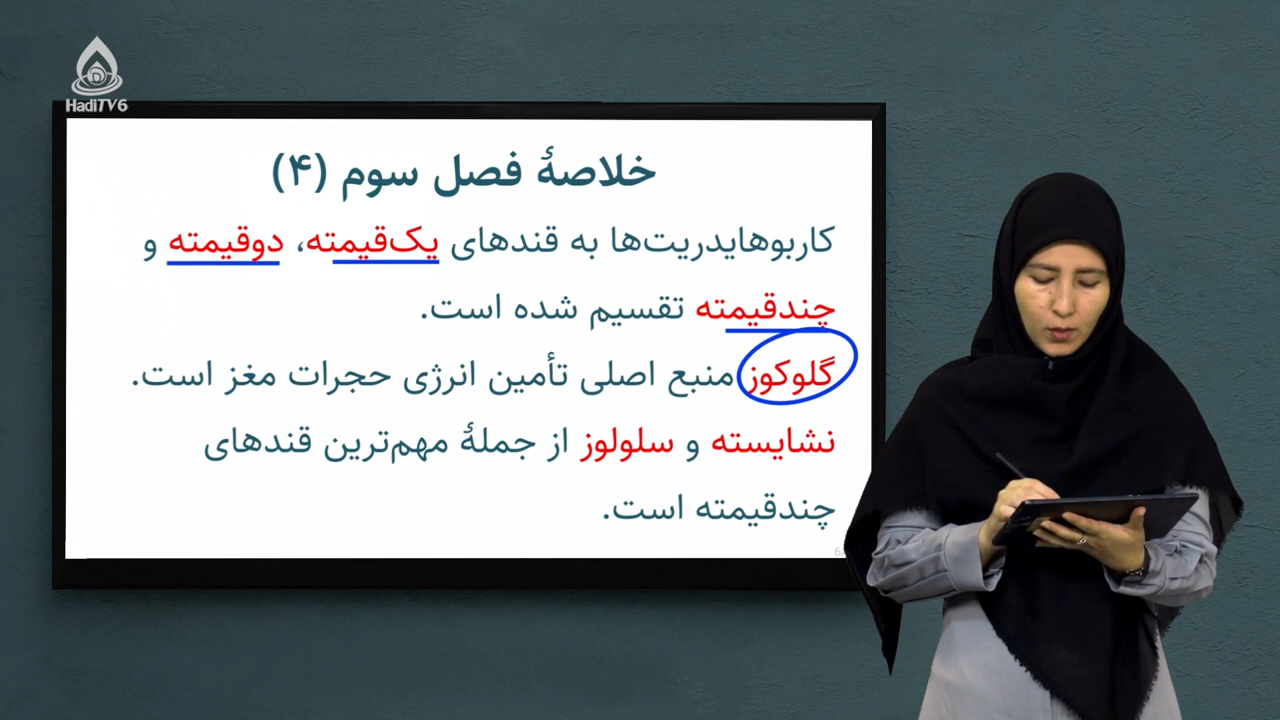 HadiTV6
خلاصهٔ فصل سوم (۴)
کاربوهایدریت‌ها به قندهای یک‌قیمته، دوقیمته و
چندقیمته تقسیم شده است.
گلوکوز منبع اصلی تأمین انرژی حجرات مغز است.
نشایسته و سلولوز از جملهٔ مهم‌ترین قندهای
چندقیمته است.